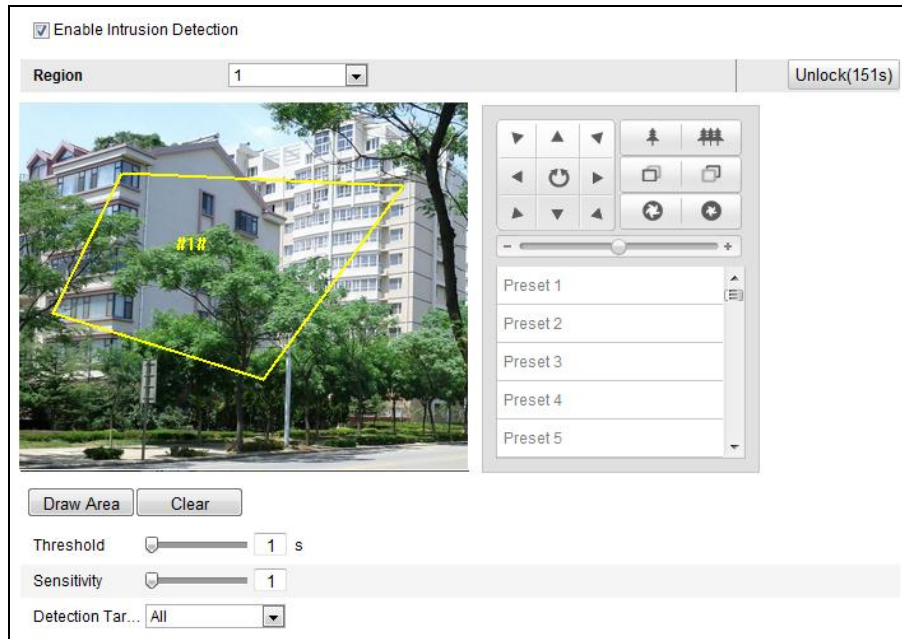 Enable Intrusion Detection
Region 1 Unlock(151s)
#1#
Preset 1
Preset 2
Preset 3
Preset 4
Preset 5
Draw Area Clear
Threshold 1 s
Sensitivity 1
Detection Tar... All